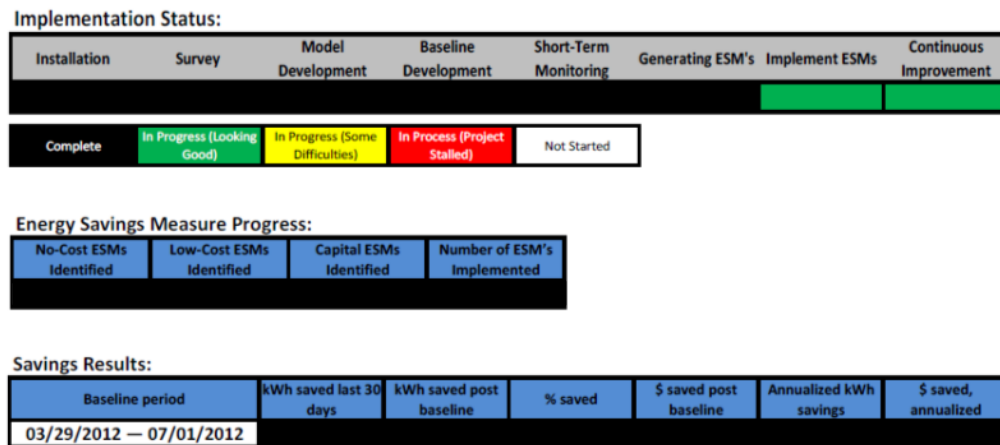 Implementation Status:
Installation Survey Model Development Baseline Development Short-Term Monitoring Generating ESM's Implement ESMs Continuous Improvement
Complete In Progress (Looking Good) In Progress (Some Difficulties) In Process (Project Stalled) Not Started
Energy Savings Measure Progress:
No-Cost ESMs Identified Low-Cost ESMs Identified Capital ESMs Identified Number of ESM's Implemented
Savings Results:
Baseline period kWh saved last 30 days kWh saved post baseline % saved $ saved post baseline Annualized kWh savings $ saved, annualized
03/29/2012 — 07/01/2012